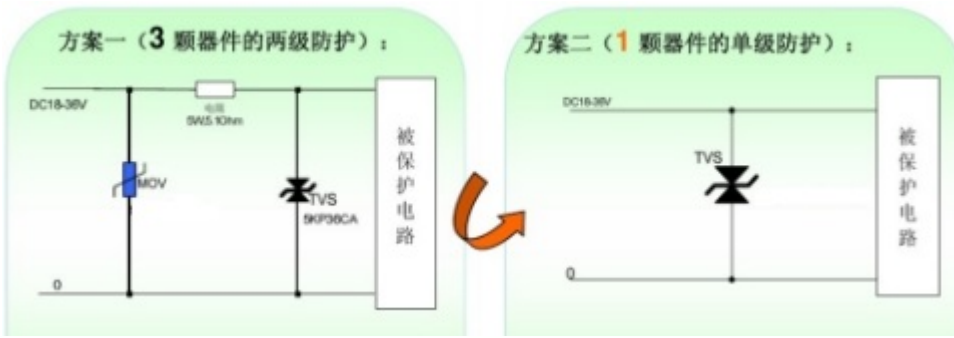 方案一（3 颗器件的两级防护）：
DC18-36V
电阻
5W,5.1Ohm
MOV
TVS
5KP36CA
0
被保护电路
方案二（1 颗器件的单级防护）：
DC18-36V
TVS
0
被保护电路